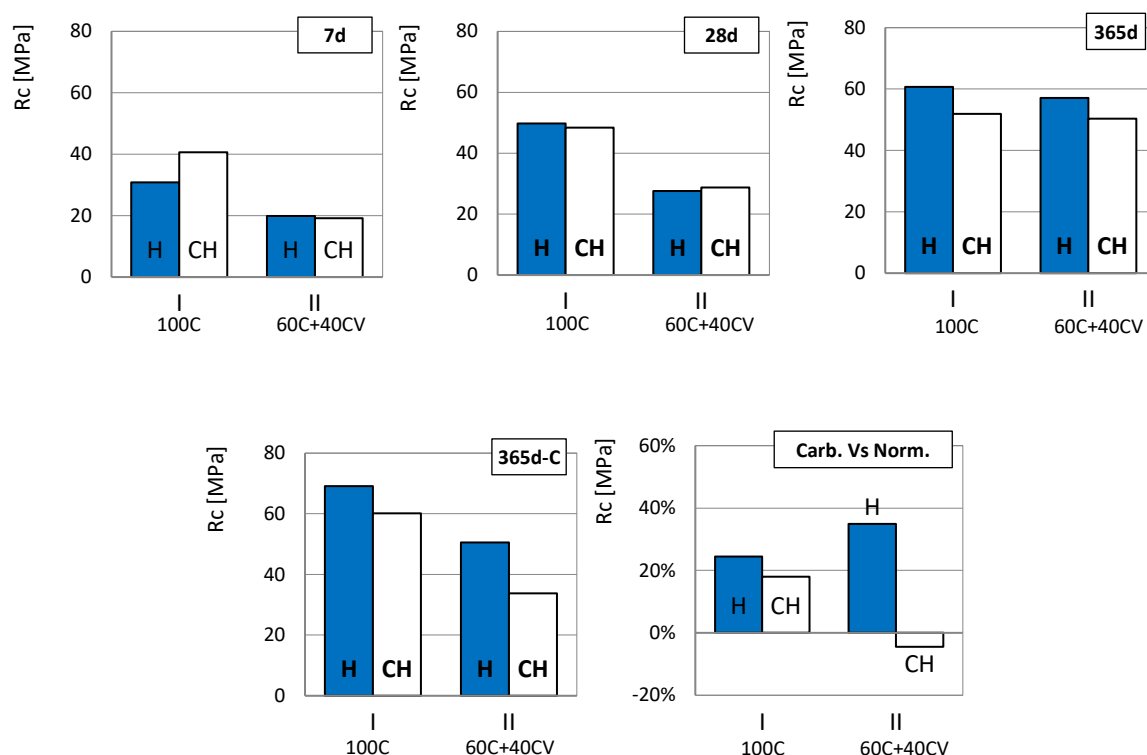 7d
Rc [MPa]
80
60
40
20
0
H
CH
H
CH
I
II
100C
60C+40CV
28d
Rc [MPa]
80
60
40
20
0
H
CH
H
CH
I
II
100C
60C+40CV
365d
Rc [MPa]
80
60
40
20
0
H
CH
H
CH
I
II
100C
60C+40CV
365d-C
Rc [MPa]
80
60
40
20
0
H
CH
H
CH
I
II
100C
60C+40CV
Carb. Vs Norm.
Rc [MPa]
60%
40%
20%
0%
-20%
H
CH
H
CH
I
II
100C
60C+40CV